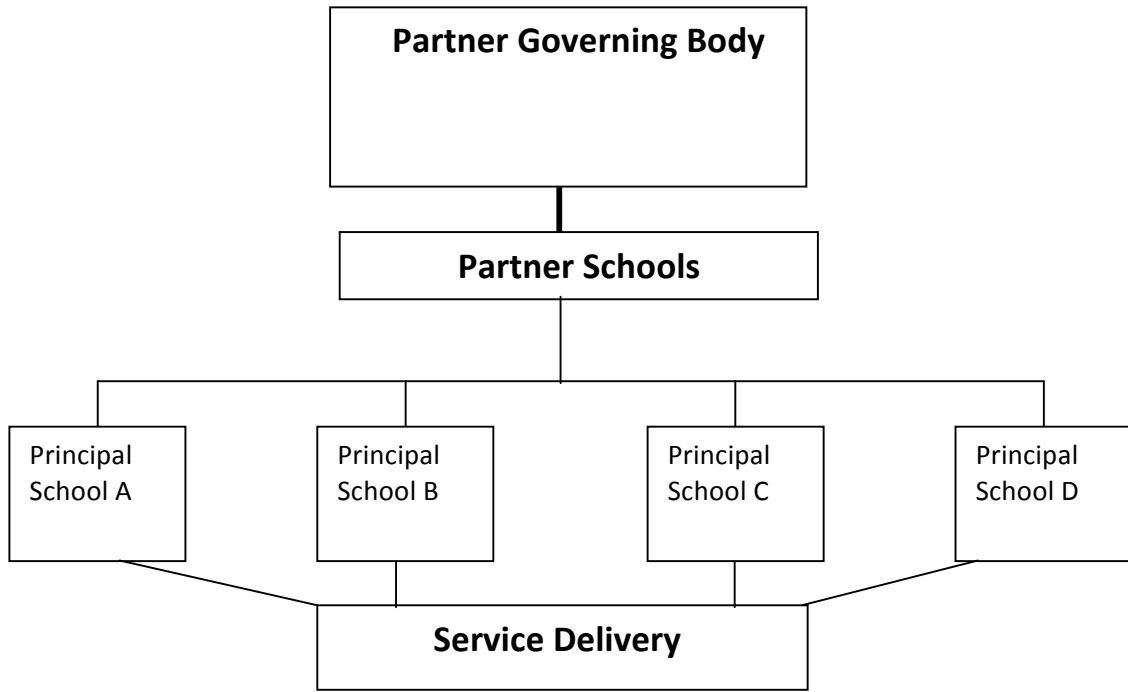 Partner Governing Body
Partner Schools
Principal
School A
Principal
School B
Principal
School C
Principal
School D
Service Delivery